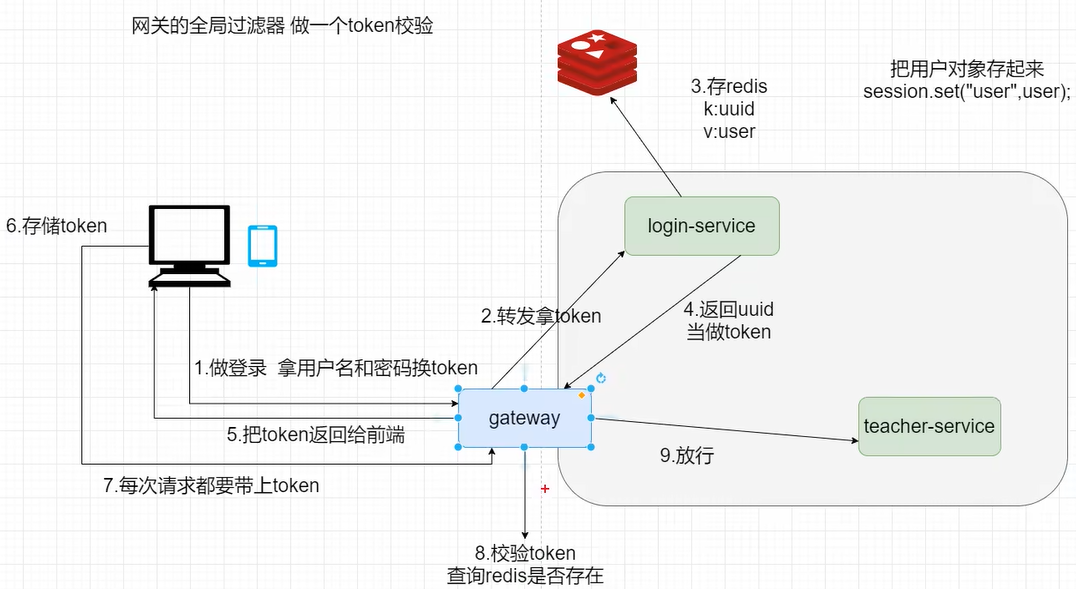 网关的全局过滤器 做一个token校验
3.存redis
k:uuid
v:user
把用户对象存起来
session.set("user",user);
6.存储token
login-service
2.转发拿token
4.返回uuid
当做token
1.做登录 拿用户名和密码换token
gateway
5.把token返回给前端
teacher-service
9.放行
7.每次请求都要带上token
8.校验token
查询redis是否存在